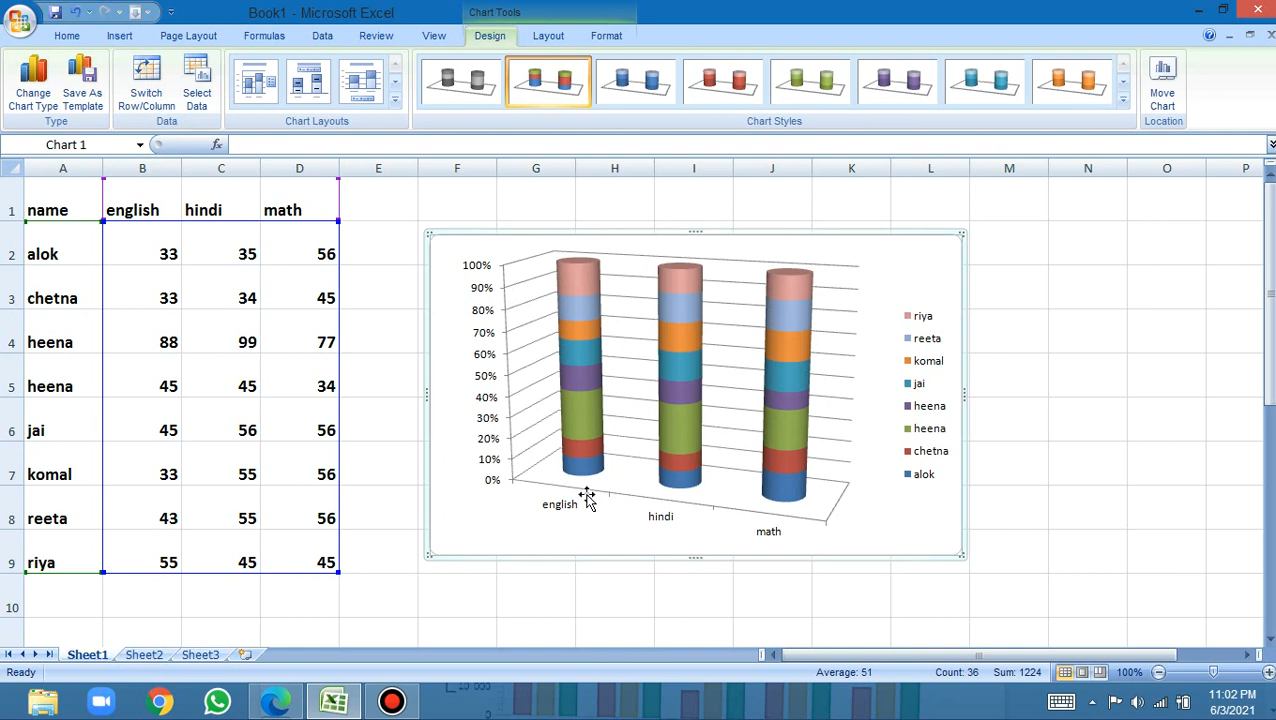 Book1 - Microsoft Excel
Chart Tools
Home Insert Page Layout Formulas Data Review View Design Layout Format
Change Chart Type
Save As Template
Switch Row/Column
Select Data
Move Chart
Type Data Chart Layouts Chart Styles Location
Chart 1 fx
A B C D E F G H I J K L M N O P
1 name english hindi math
2 alok 33 35 56
3 chetna 33 34 45
4 heena 88 99 77
5 heena 45 45 34
6 jai 45 56 56
7 komal 33 55 56
8 reeta 43 55 56
9 riya 55 45 45
10
100%
90%
80%
70%
60%
50%
40%
30%
20%
10%
0%
english
hindi
math
riya
reeta
komal
jai
heena
heena
chetna
alok
Sheet1 Sheet2 Sheet3
Ready Average: 51 Count: 36 Sum: 1224 100%
11:02 PM
6/3/2021